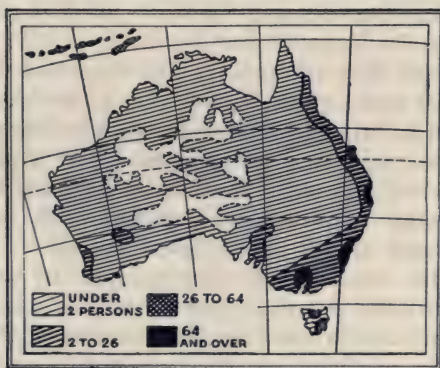 UNDER
2 PERSONS
2 TO 26
26 TO 64
64
AND OVER